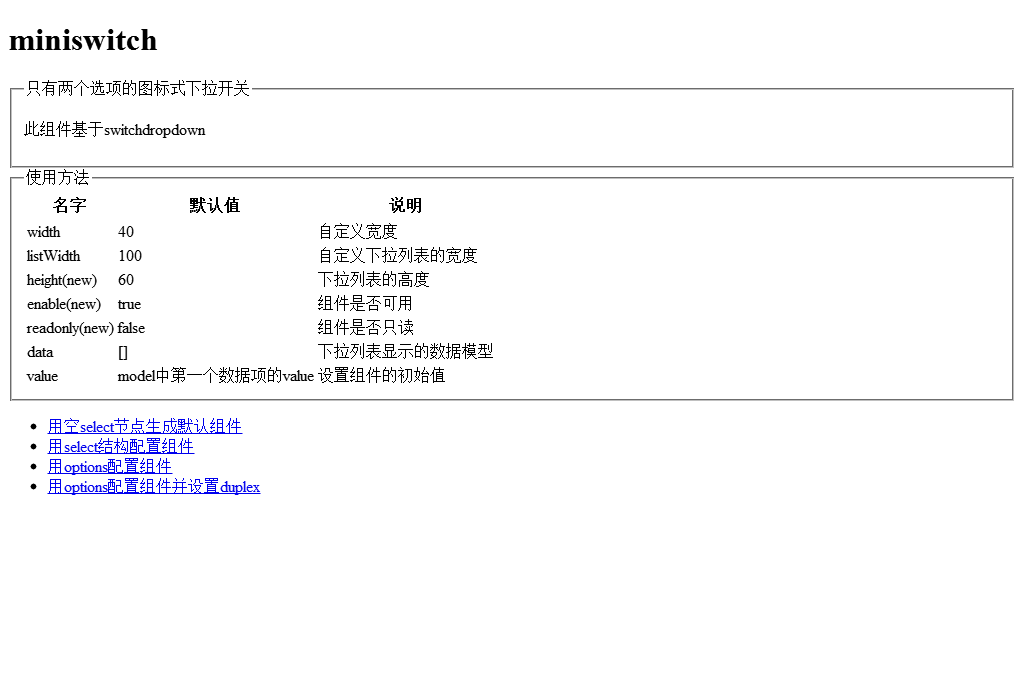 miniswitch
只有两个选项的图标式下拉开关
此组件基于switchdropdown
使用方法
名字 默认值 说明
width 40 自定义宽度
listWidth 100 自定义下拉列表的宽度
height(new) 60 下拉列表的高度
enable(new) true 组件是否可用
readonly(new) false 组件是否只读
data [] 下拉列表显示的数据模型
value model中第一个数据项的value 设置组件的初始值
用空select节点生成默认组件
用select结构配置组件
用options配置组件
用options配置组件并设置duplex